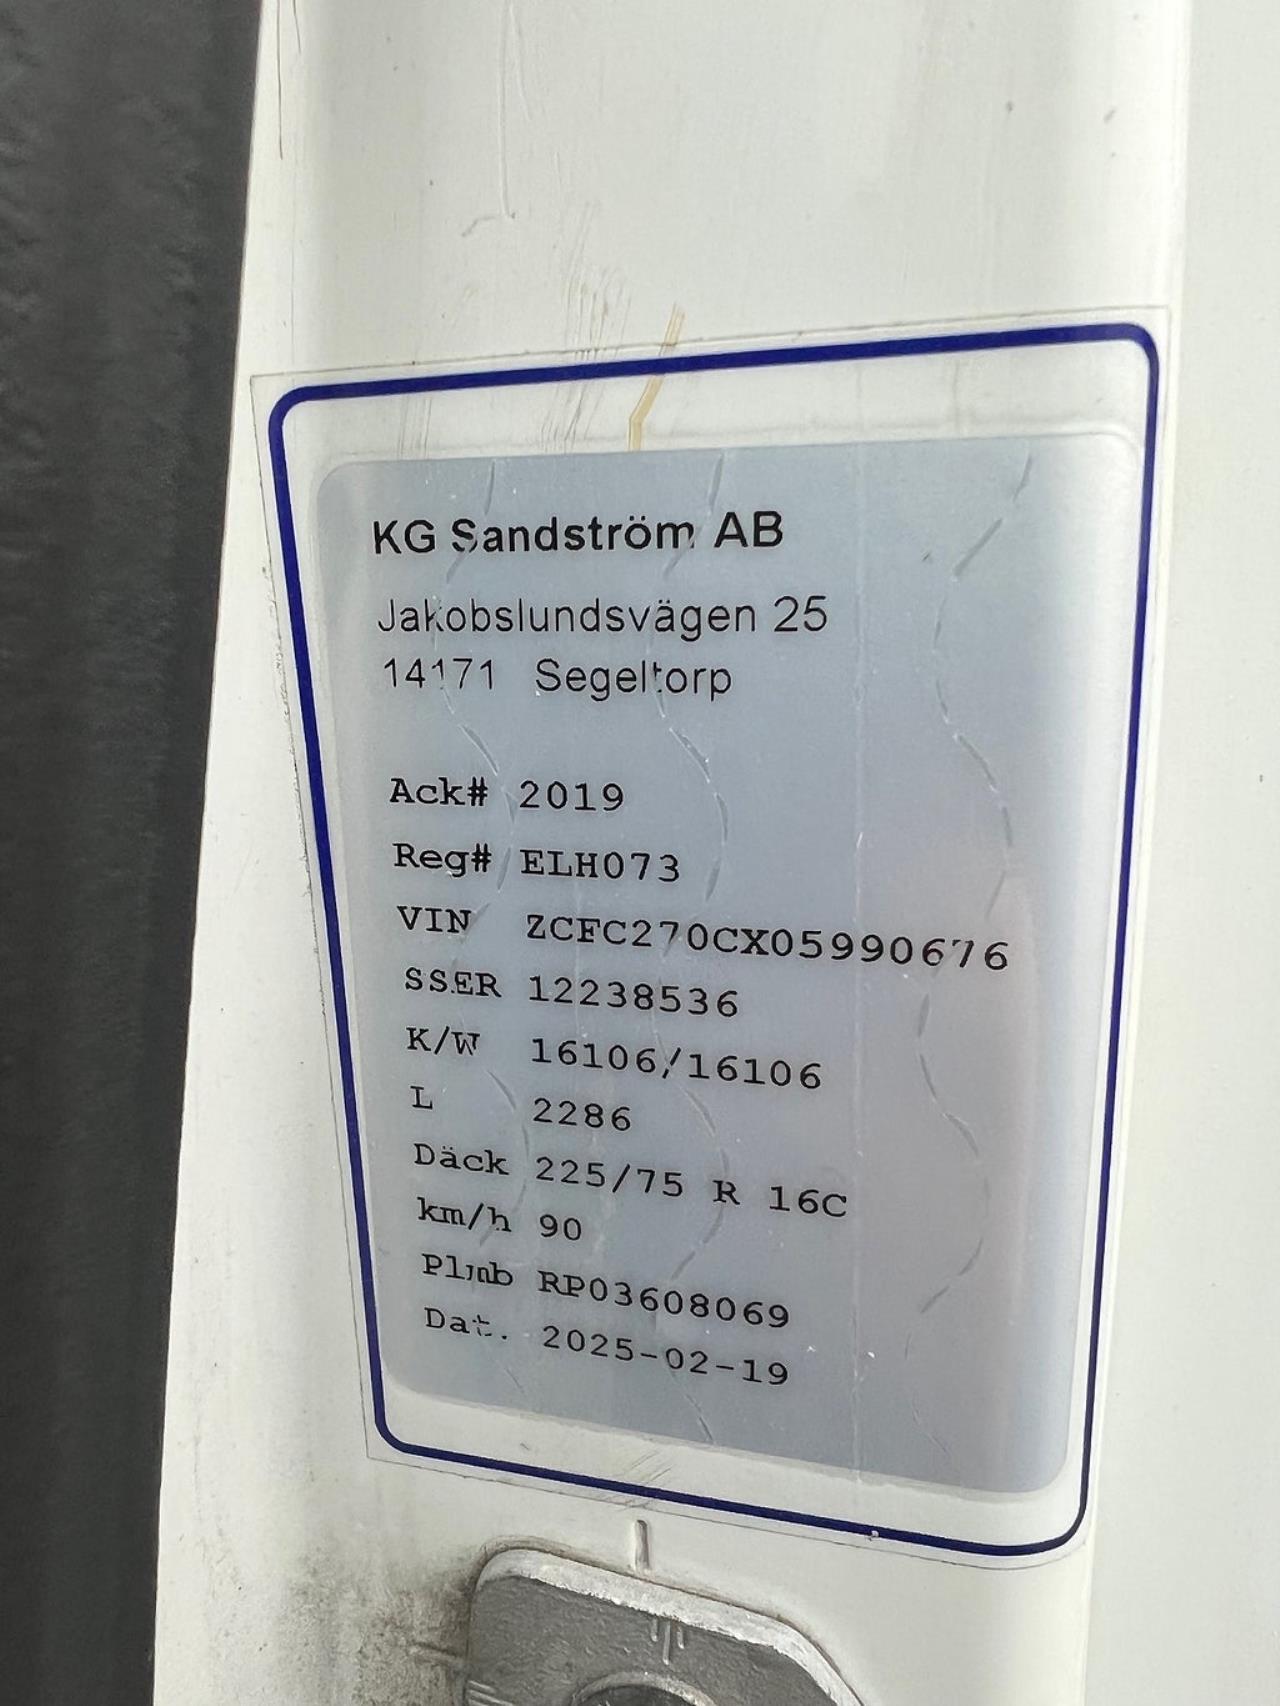 KG Sandström AB
Jakobslundsvägen 25
14171 Segeltorp
Ack# 2019
Reg# ELH073
VIN ZCFC270CX05990676
SSER 12238536
K/W 16106/16106
L 2286
Däck 225/75 R 16C
km/h 90
Plmb RP03608069
Dat. 2025-02-19